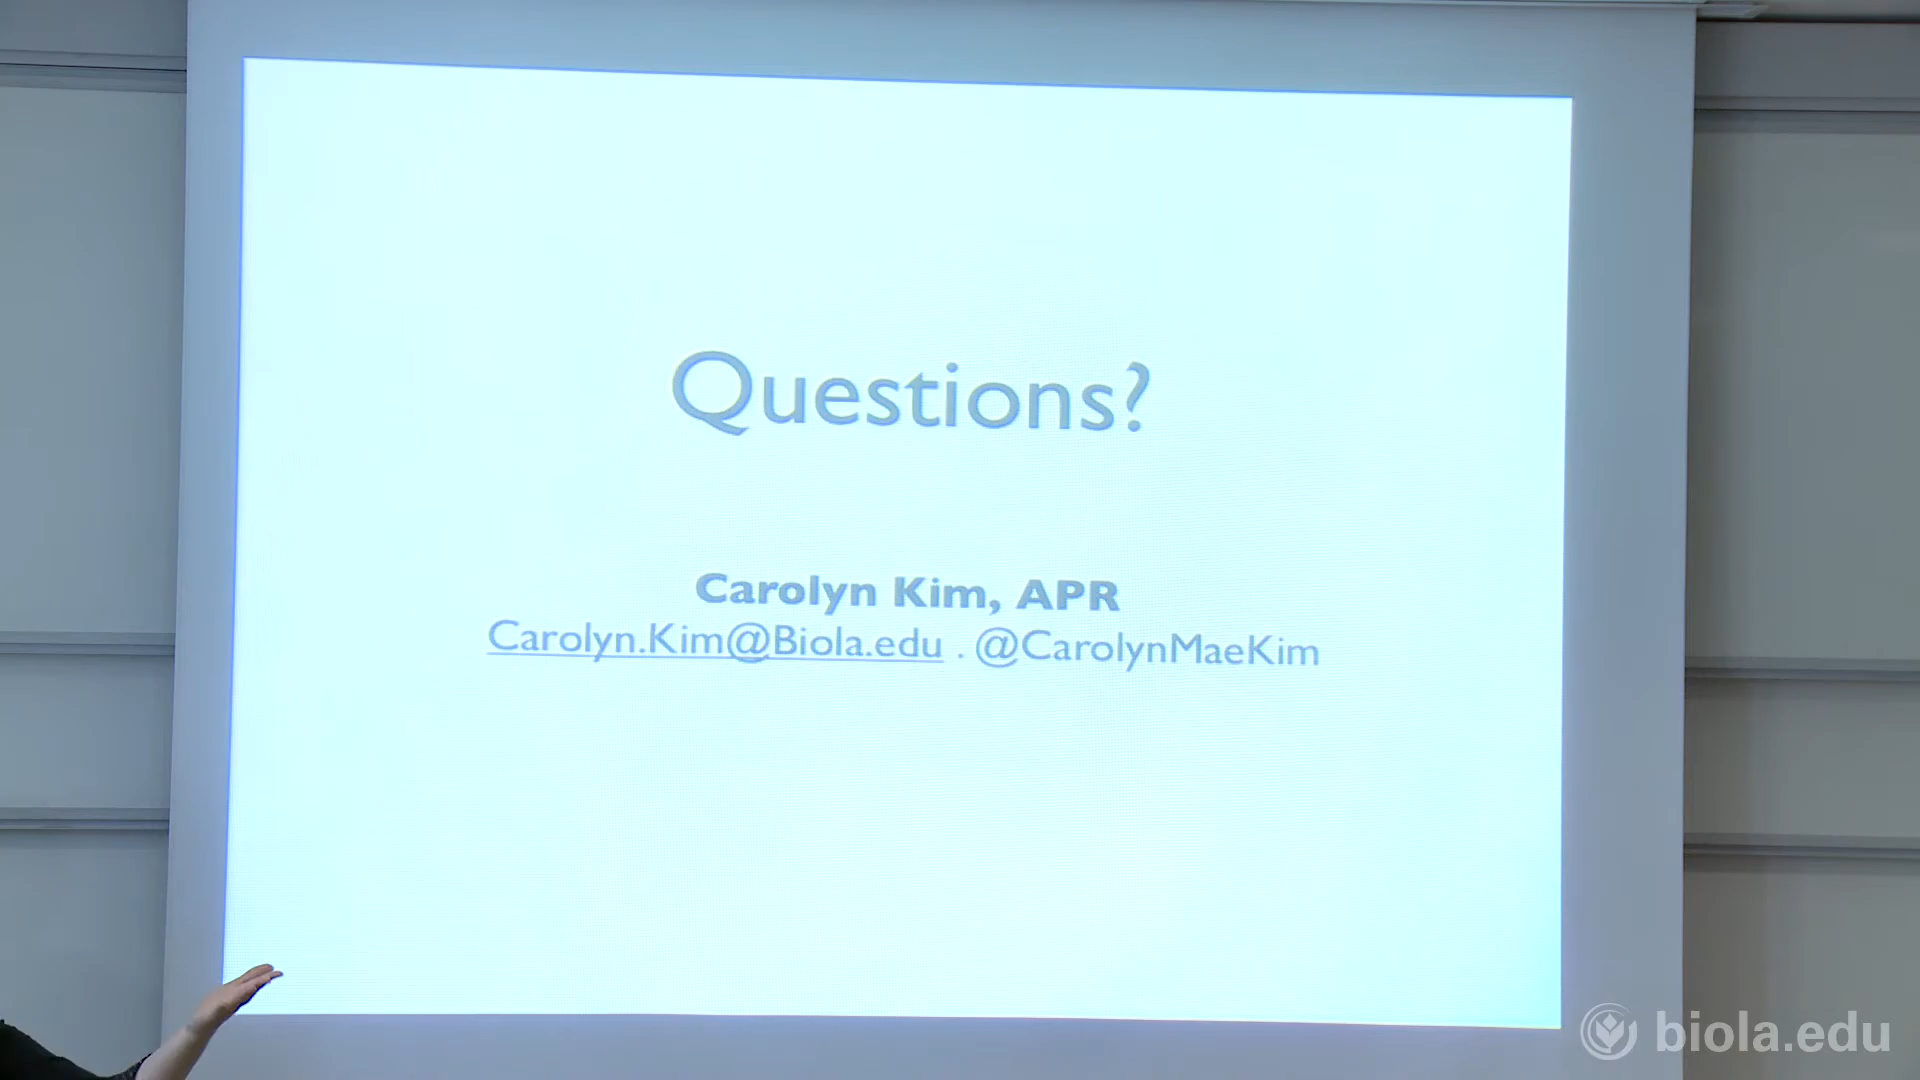 Questions?
Carolyn Kim, APR
Carolyn.Kim@Biola.edu . @CarolynMaeKim
biola.edu